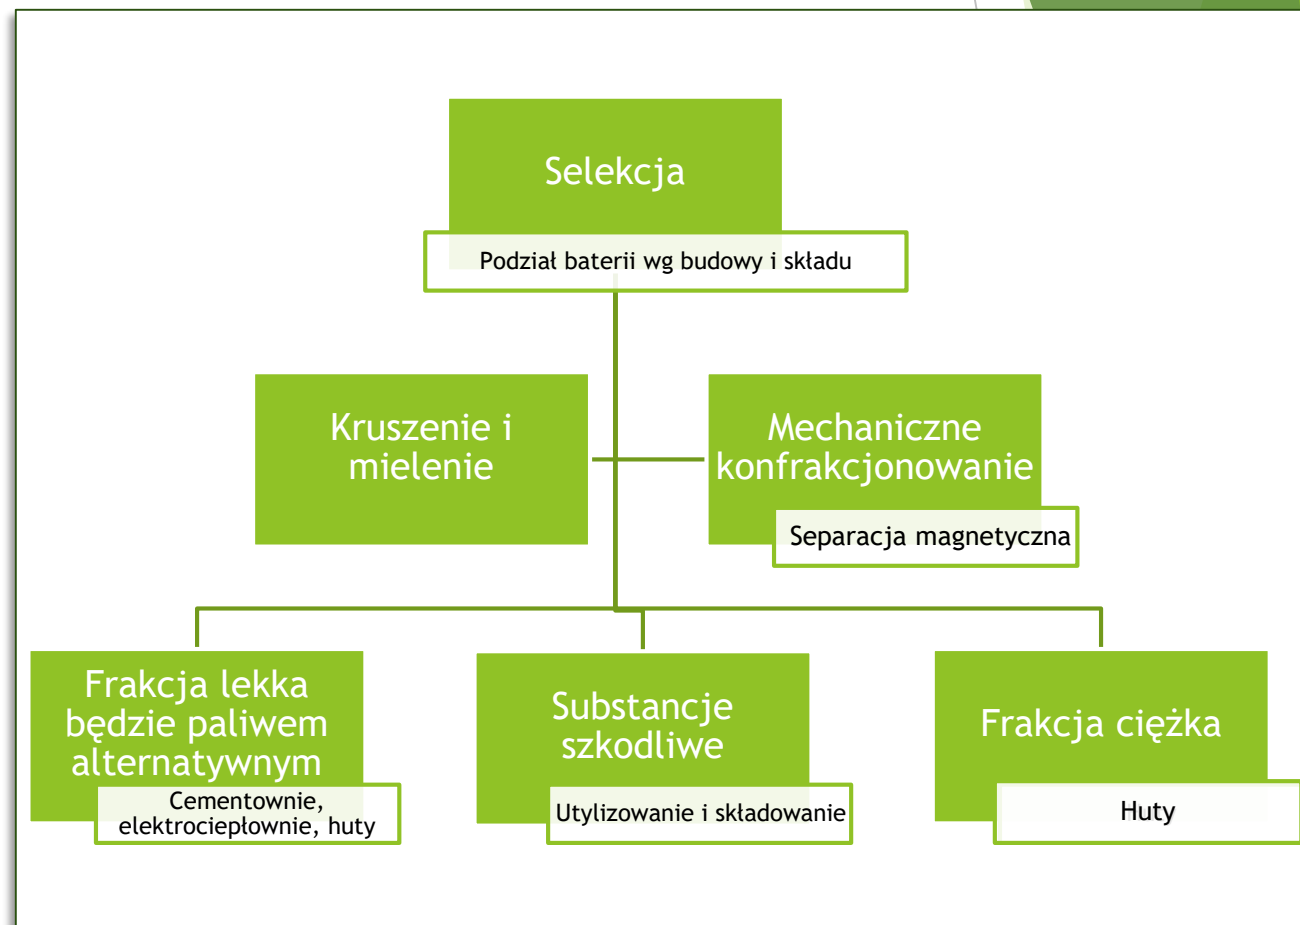 Selekcja
Podział baterii wg budowy i składu
Kruszenie i
mielenie
Mechaniczne
konfrakcjonowanie
Separacja magnetyczna
Frakcja lekka
będzie paliwem
alternatywnym
Cementownie,
elektrociepłownie, huty
Substancje
szkodliwe
Utylizowanie i składowanie
Frakcja ciężka
Huty